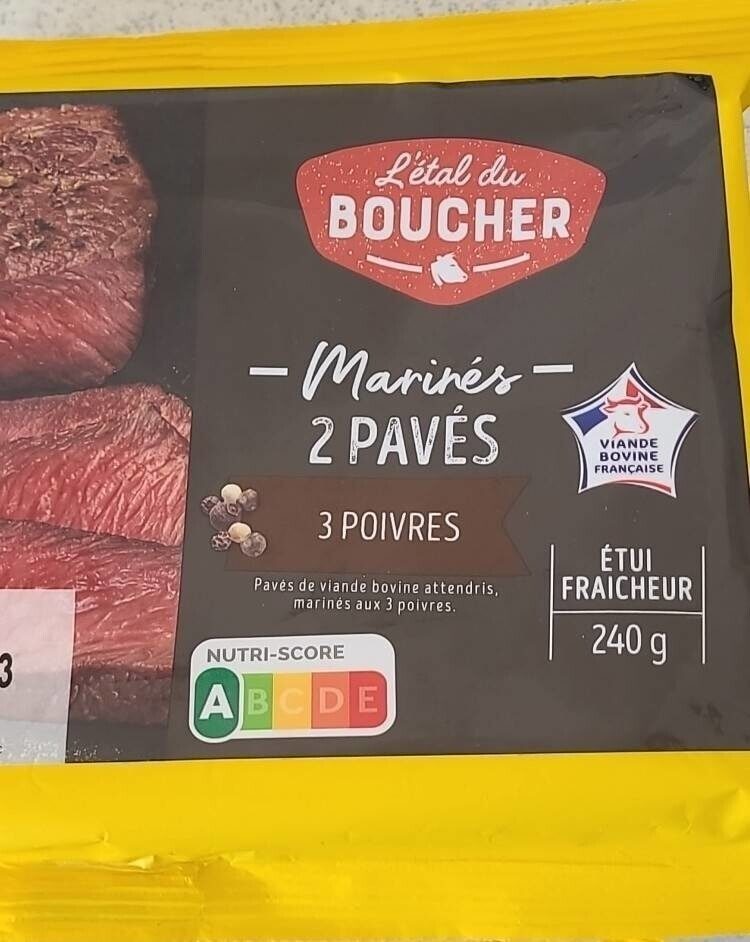 L'étal du
BOUCHER
Marinés
2 PAVÉS
VIANDE
BOVINE
FRANÇAISE
3 POIVRES
Pavés de viande bovine attendris,
marinés aux 3 poivres.
ÉTUI
FRAICHEUR
240 g
NUTRI-SCORE
A B C D E
3